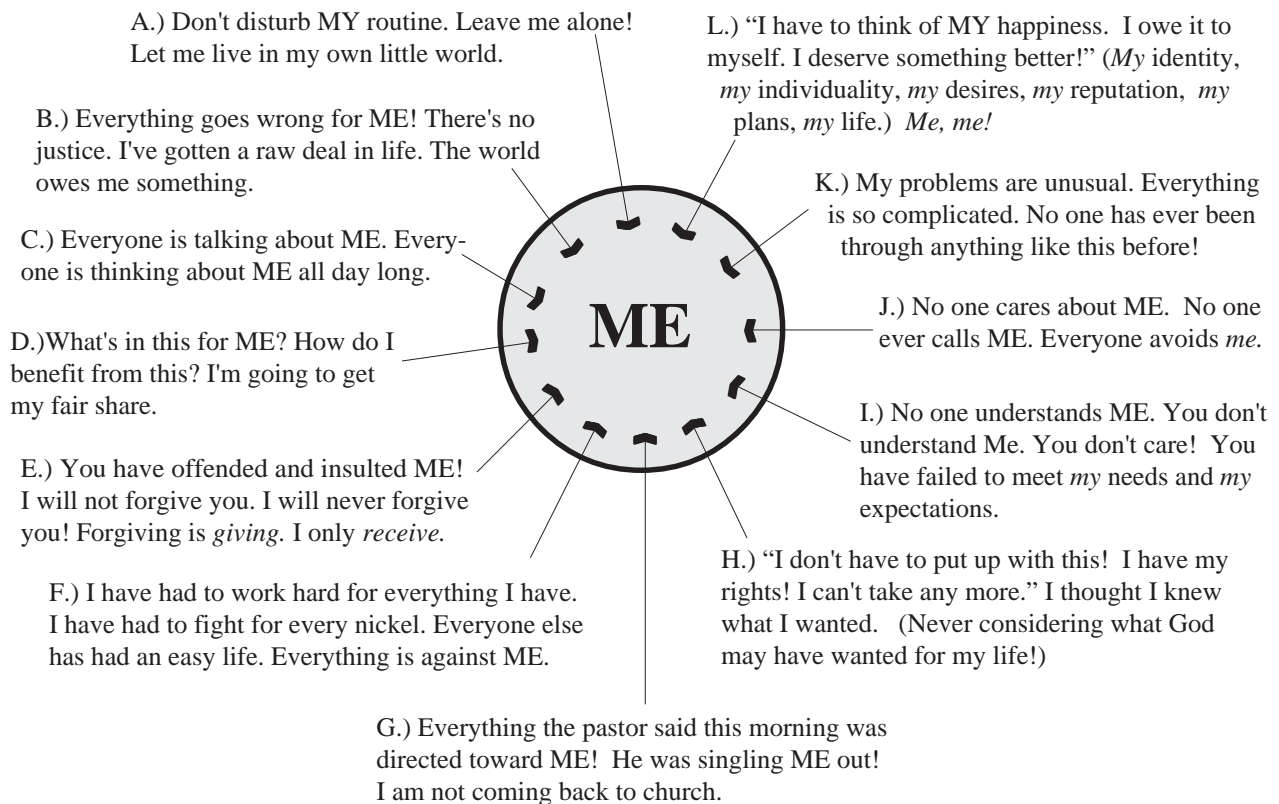 A.) Don't disturb MY routine. Leave me alone!
Let me live in my own little world.
B.) Everything goes wrong for ME! There's no
justice. I've gotten a raw deal in life. The world
owes me something.
C.) Everyone is talking about ME. Every-
one is thinking about ME all day long.
D.)What's in this for ME? How do I
benefit from this? I'm going to get
my fair share.
E.) You have offended and insulted ME!
I will not forgive you. I will never forgive
you! Forgiving is giving. I only receive.
F.) I have had to work hard for everything I have.
I have had to fight for every nickel. Everyone else
has had an easy life. Everything is against ME.
G.) Everything the pastor said this morning was
directed toward ME! He was singling ME out!
I am not coming back to church.
H.) “I don't have to put up with this! I have my
rights! I can't take any more.” I thought I knew
what I wanted. (Never considering what God
may have wanted for my life!)
I.) No one understands ME. You don't
understand Me. You don't care! You
have failed to meet my needs and my
expectations.
J.) No one cares about ME. No one
ever calls ME. Everyone avoids me.
K.) My problems are unusual. Everything
is so complicated. No one has ever been
through anything like this before!
L.) “I have to think of MY happiness. I owe it to
myself. I deserve something better!” (My identity,
my individuality, my desires, my reputation, my
plans, my life.) Me, me!
ME